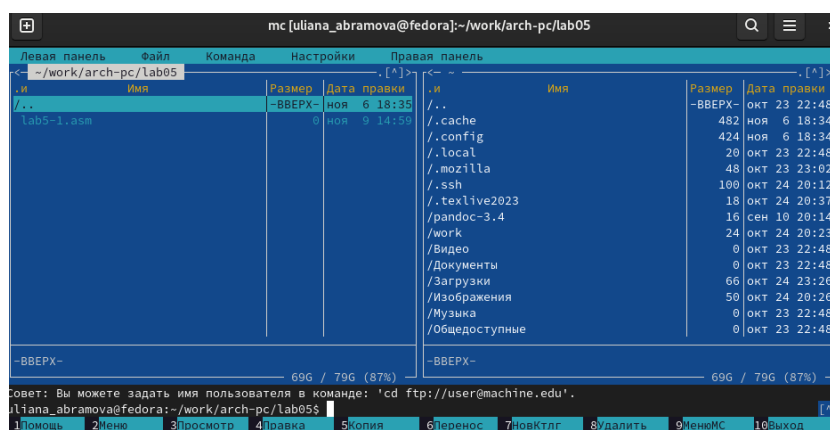 mc [uliana_abramova@fedora]:~/work/arch-pc/lab05
Левая панель Файл Команда Настройки Правая панель
<— ~/work/arch-pc/lab05 .[^]>
.и Имя Размер Дата правки
/.. -ВВЕРХ- ноя 6 18:35
lab5-1.asm 0 ноя 9 14:59
-ВВЕРХ-
69G / 79G (87%)
<— ~ .[^]>
.и Имя Размер Дата правки
/.. -ВВЕРХ- окт 23 22:48
/.cache 482 ноя 6 18:34
/.config 424 ноя 6 18:34
/.local 20 окт 23 22:48
/.mozilla 48 окт 23 23:02
/.ssh 100 окт 24 20:12
/.texlive2023 18 окт 24 20:37
/pandoc-3.4 16 сен 10 20:14
/work 24 окт 24 20:23
/Видео 0 окт 23 22:48
/Документы 0 окт 23 22:48
/Загрузки 66 окт 24 23:26
/Изображения 50 окт 24 20:26
/Музыка 0 окт 23 22:48
/Общедоступные 0 окт 23 22:48
-ВВЕРХ-
69G / 79G (87%)
Совет: Вы можете задать имя пользователя в команде: 'cd ftp://user@machine.edu'.
uliana_abramova@fedora:~/work/arch-pc/lab05$ [^
1Помощь 2Меню 3Просмотр 4Правка 5Копия 6Перенос 7НовКтлг 8Удалить 9МенюMC 10Выход